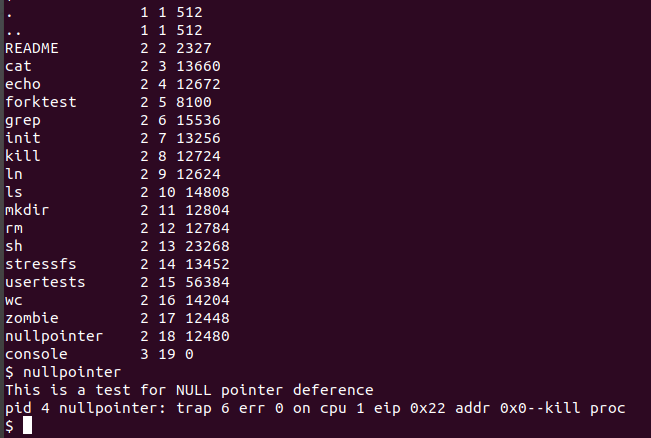 . 1 1 512
.. 1 1 512
README 2 2 2327
cat 2 3 13660
echo 2 4 12672
forktest 2 5 8100
grep 2 6 15536
init 2 7 13256
kill 2 8 12724
ln 2 9 12624
ls 2 10 14808
mkdir 2 11 12804
rm 2 12 12784
sh 2 13 23268
stressfs 2 14 13452
usertests 2 15 56384
wc 2 16 14204
zombie 2 17 12448
nullpointer 2 18 12480
console 3 19 0
$ nullpointer
This is a test for NULL pointer deference
pid 4 nullpointer: trap 6 err 0 on cpu 1 eip 0x22 addr 0x0--kill proc
$